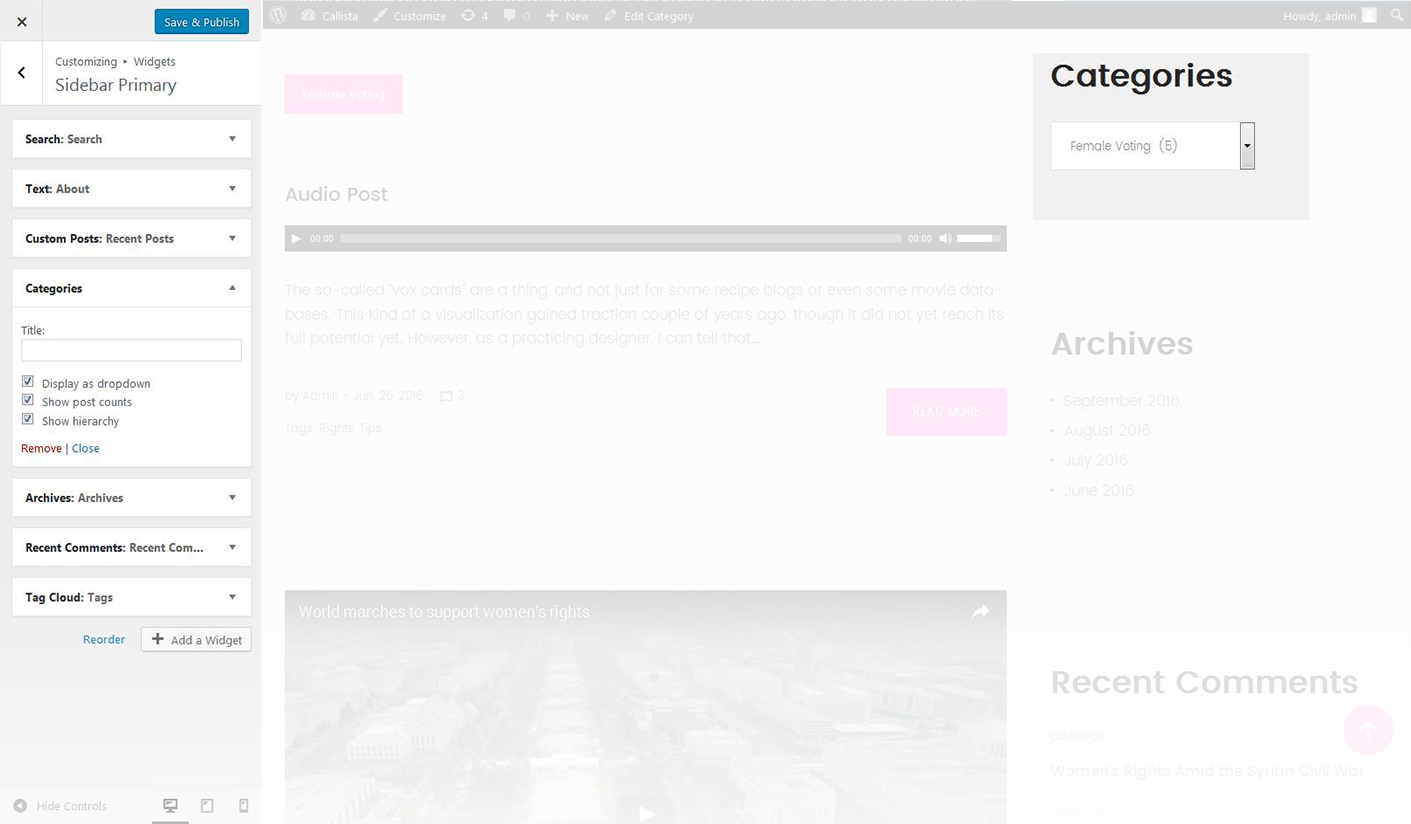 Save & Publish
Customizing ▸ Widgets
Sidebar Primary
Search: Search
Text: About
Custom Posts: Recent Posts
Categories
Title:
Display as dropdown
Show post counts
Show hierarchy
Remove | Close
Archives: Archives
Recent Comments: Recent Com...
Tag Cloud: Tags
Reorder
Add a Widget
Hide Controls
Callista
Customize
4
0
New
Edit Category
Howdy, admin
Female Voting
Audio Post
00:00
00:00
The so-called "vox cards" are a thing, and not just for some recipe blogs or even some movie data-
bases. This kind of a visualization gained traction couple of years ago, though it did not yet reach its
full potential yet. However, as a practicing designer, I can tell that...
by Admin - Jun. 25, 2016
3
Tags: Rights, Tips
READ MORE
World marches to support women's rights
Categories
Female Voting (5)
Archives
• September 2016
• August 2016
• July 2016
• June 2016
Recent Comments
admin on
Women's Rights Amid the Syrian Civil War
admin on